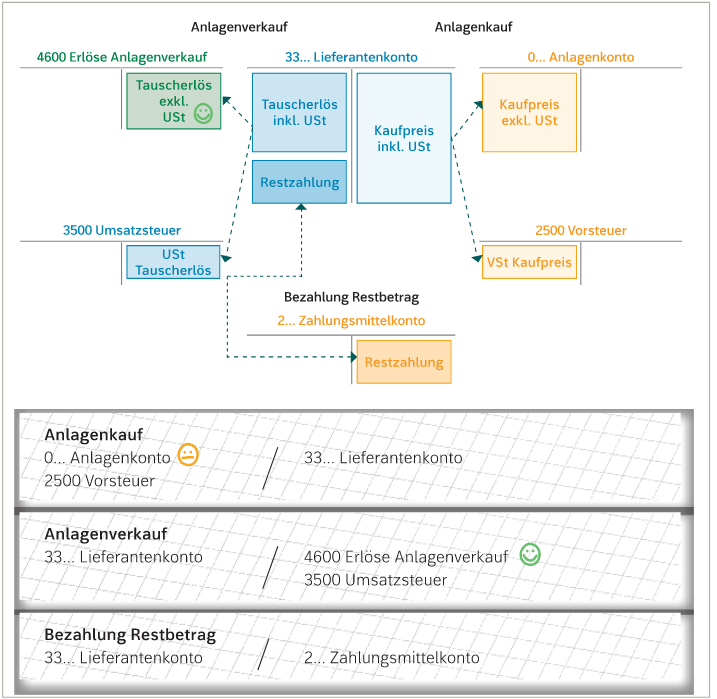 Anlagenverkauf
Anlagenkauf
4600 Erlöse Anlagenverkauf
33... Lieferantenkonto
0... Anlagenkonto
Tauscherlös
exkl.
USt
Tauscherlös
inkl. USt
Kaufpreis
inkl. USt
Kaufpreis
exkl. USt
Restzahlung
3500 Umsatzsteuer
2500 Vorsteuer
USt
Tauscherlös
VSt Kaufpreis
Bezahlung Restbetrag
2... Zahlungsmittelkonto
Restzahlung
Anlagenkauf
0... Anlagenkonto / 33... Lieferantenkonto
2500 Vorsteuer
Anlagenverkauf
33... Lieferantenkonto / 4600 Erlöse Anlagenverkauf
3500 Umsatzsteuer
Bezahlung Restbetrag
33... Lieferantenkonto / 2... Zahlungsmittelkonto